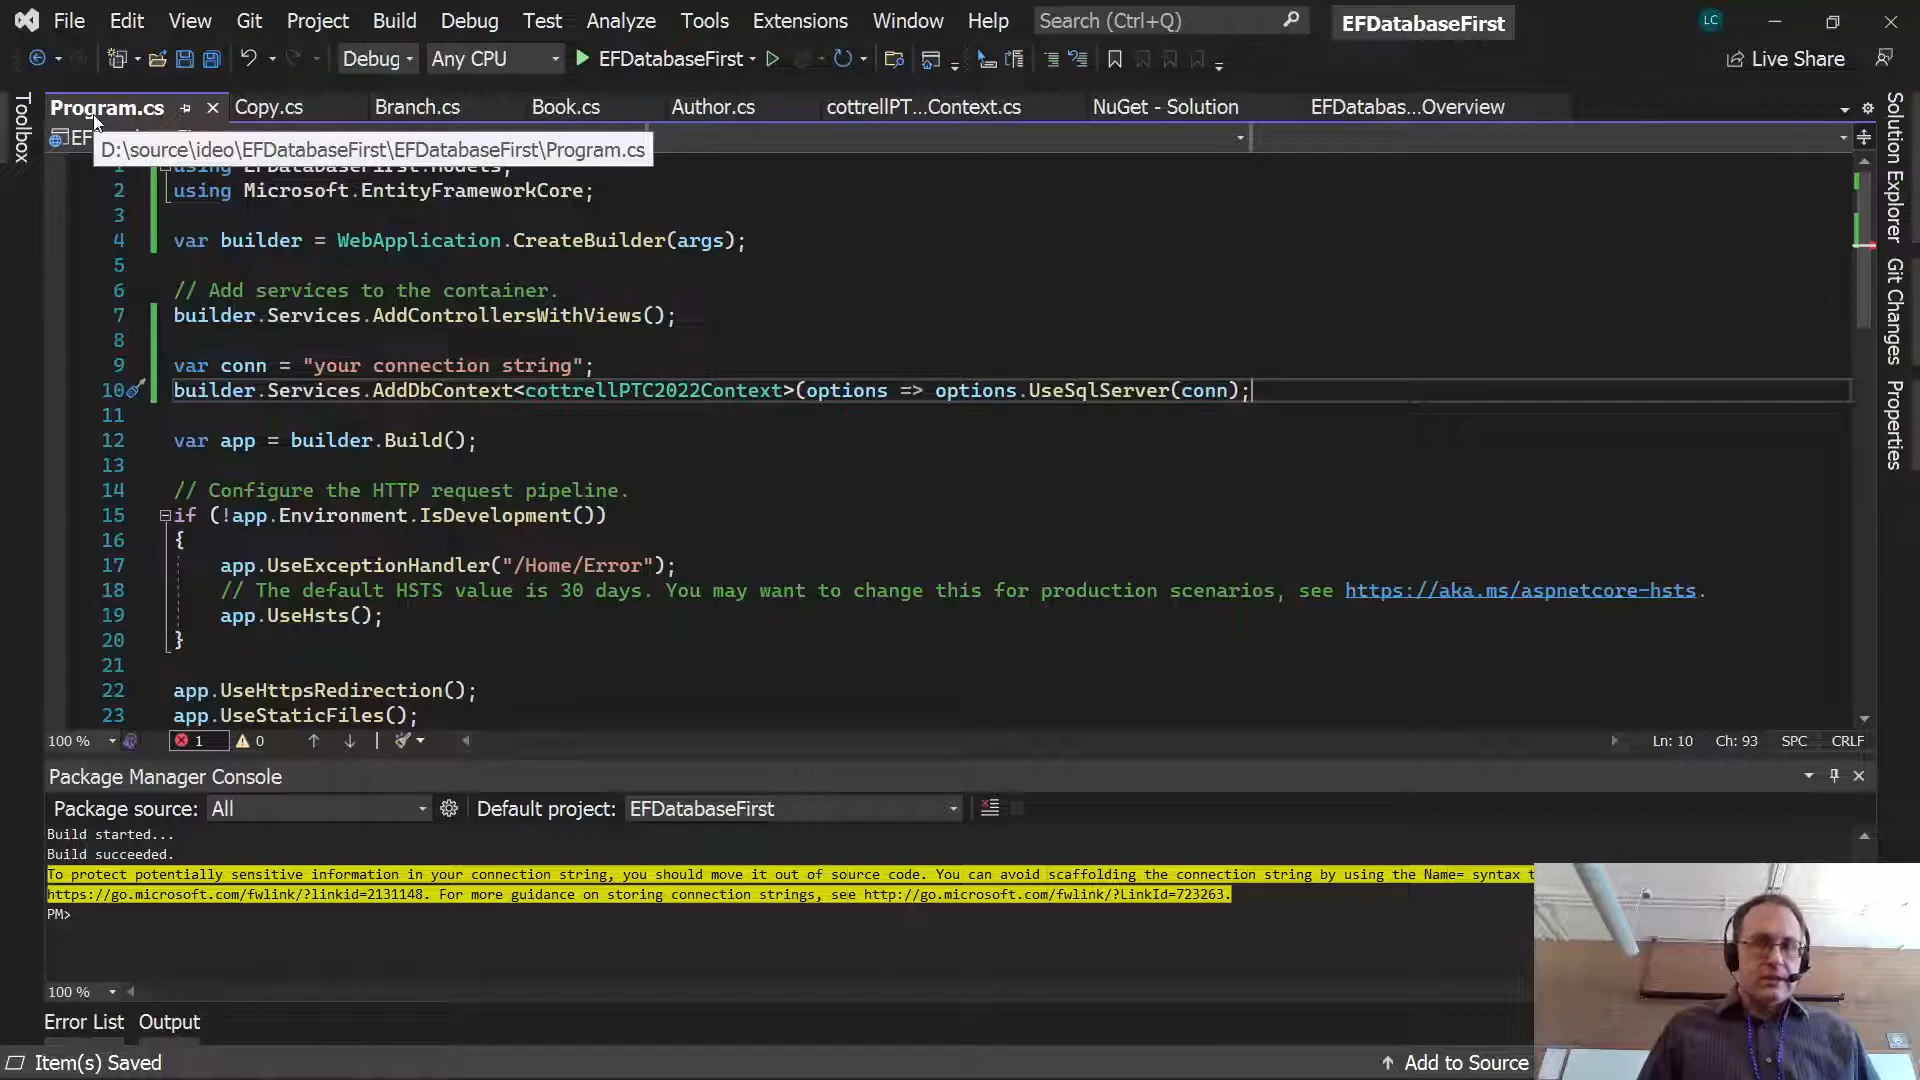 File Edit View Git Project Build Debug Test Analyze Tools Extensions Window Help Search (Ctrl+Q) EFDatabaseFirst LC
Debug Any CPU EFDatabaseFirst Live Share
Program.cs Copy.cs Branch.cs Book.cs Author.cs cottrellPT...Context.cs NuGet - Solution EFDatabas...Overview
EF
D:\source\ideo\EFDatabaseFirst\EFDatabaseFirst\Program.cs
1 using EFDatabaseFirst.Models;
2 using Microsoft.EntityFrameworkCore;
3
4 var builder = WebApplication.CreateBuilder(args);
5
6 // Add services to the container.
7 builder.Services.AddControllersWithViews();
8
9 var conn = "your connection string";
10 builder.Services.AddDbContext<cottrellPTC2022Context>(options => options.UseSqlServer(conn);
11
12 var app = builder.Build();
13
14 // Configure the HTTP request pipeline.
15 if (!app.Environment.IsDevelopment())
16 {
17 app.UseExceptionHandler("/Home/Error");
18 // The default HSTS value is 30 days. You may want to change this for production scenarios, see https://aka.ms/aspnetcore-hsts.
19 app.UseHsts();
20 }
21
22 app.UseHttpsRedirection();
23 app.UseStaticFiles();
100 % 1 0 Ln: 10 Ch: 93 SPC CRLF
Package Manager Console
Package source: All Default project: EFDatabaseFirst
Build started...
Build succeeded.
To protect potentially sensitive information in your connection string, you should move it out of source code. You can avoid scaffolding the connection string by using the Name= syntax t
https://go.microsoft.com/fwlink/?linkid=2131148. For more guidance on storing connection strings, see http://go.microsoft.com/fwlink/?LinkId=723263.
PM>
100 %
Error List Output
Item(s) Saved Add to Source
Toolbox
Solution Explorer
Git Changes
Properties